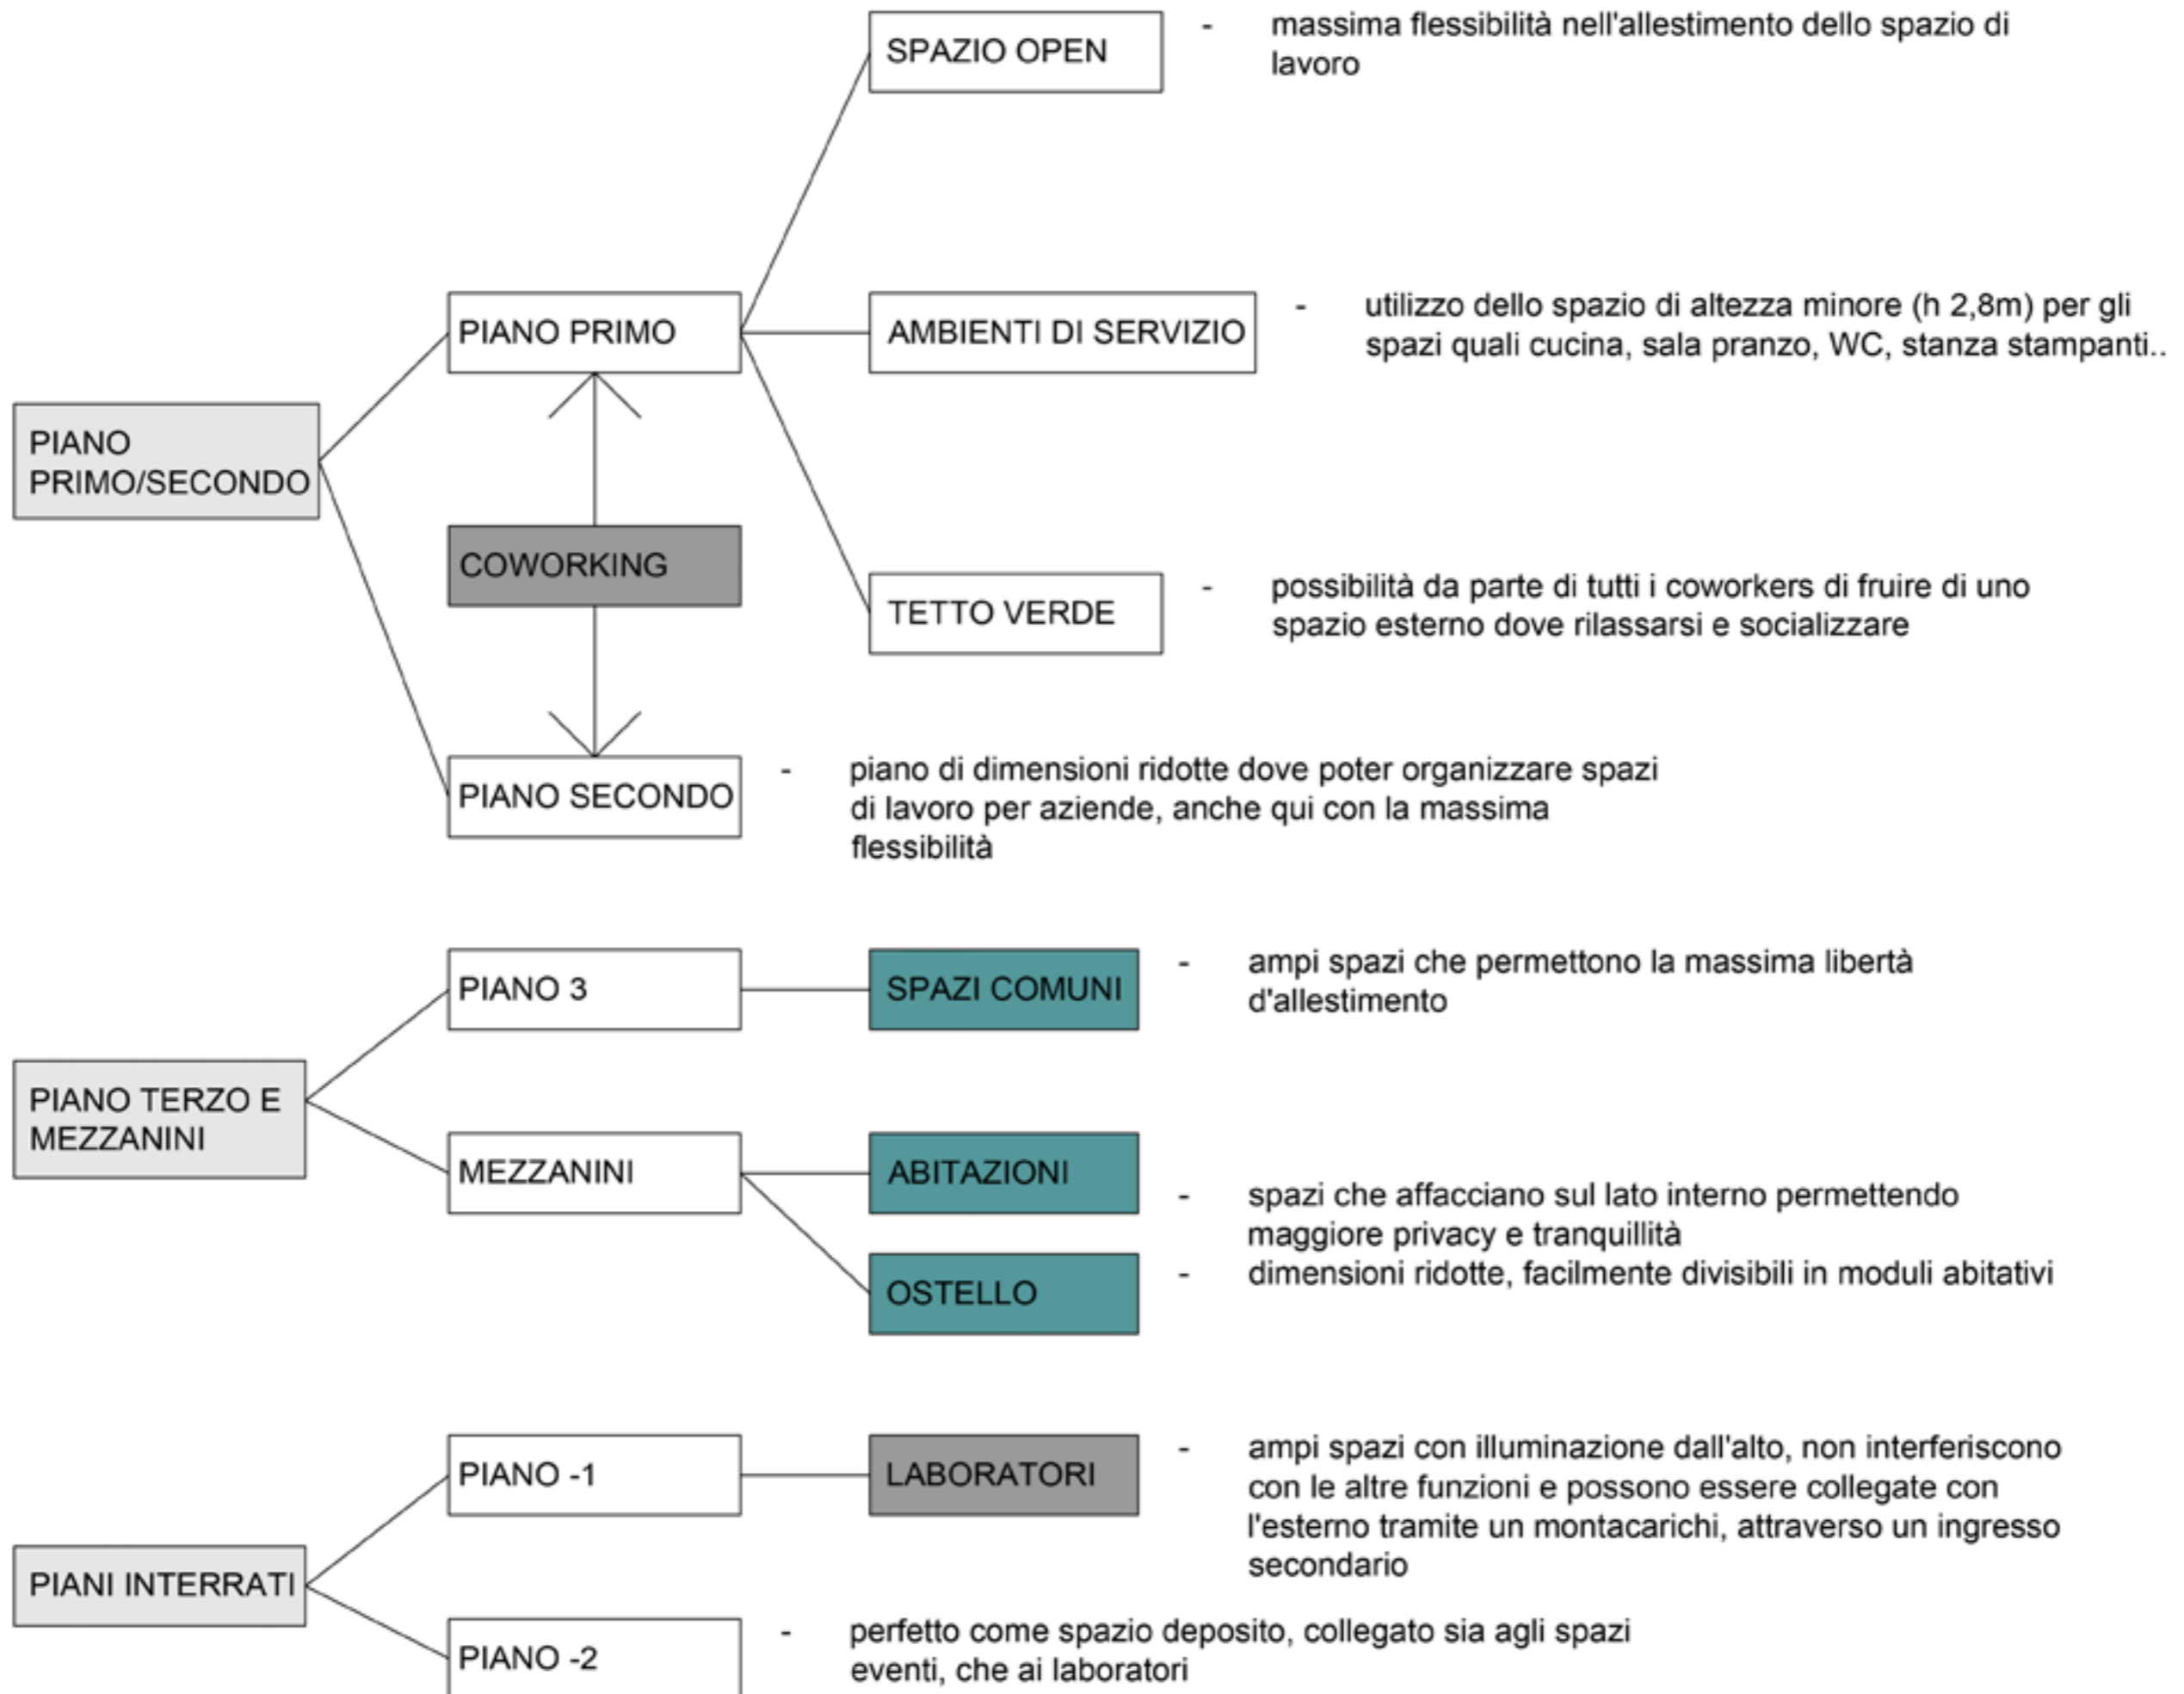 SPAZIO OPEN
- massima flessibilità nell'allestimento dello spazio di
lavoro
PIANO PRIMO
AMBIENTI DI SERVIZIO
- utilizzo dello spazio di altezza minore (h 2,8m) per gli
spazi quali cucina, sala pranzo, WC, stanza stampanti..
PIANO
PRIMO/SECONDO
COWORKING
TETTO VERDE
- possibilità da parte di tutti i coworkers di fruire di uno
spazio esterno dove rilassarsi e socializzare
PIANO SECONDO
- piano di dimensioni ridotte dove poter organizzare spazi
di lavoro per aziende, anche qui con la massima
flessibilità
PIANO TERZO E
MEZZANINI
PIANO 3
SPAZI COMUNI
- ampi spazi che permettono la massima libertà
d'allestimento
MEZZANINI
ABITAZIONI
OSTELLO
- spazi che affacciano sul lato interno permettendo
maggiore privacy e tranquillità
- dimensioni ridotte, facilmente divisibili in moduli abitativi
PIANI INTERRATI
PIANO -1
LABORATORI
- ampi spazi con illuminazione dall'alto, non interferiscono
con le altre funzioni e possono essere collegate con
l'esterno tramite un montacarichi, attraverso un ingresso
secondario
PIANO -2
- perfetto come spazio deposito, collegato sia agli spazi
eventi, che ai laboratori